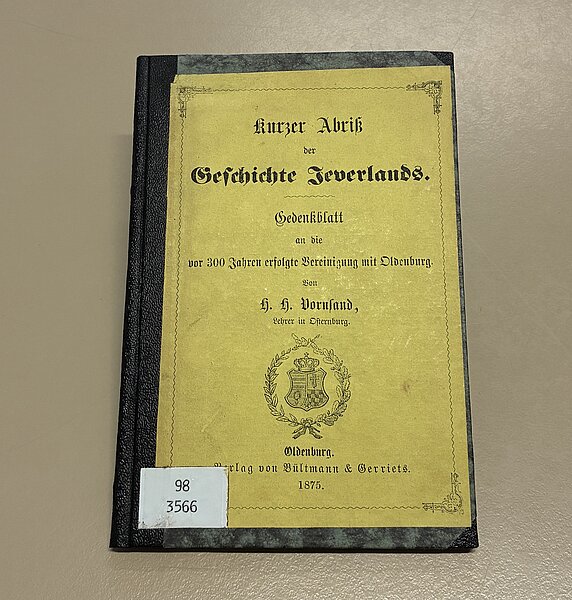 Kurzer Abriß
der
Geschichte Jeverlands.
Gedenkblatt
an die
vor 300 Jahren erfolgte Vereinigung mit Oldenburg.
Von
H. H. Vornsand,
Lehrer in Osternburg.
Oldenburg.
Verlag von Bültmann & Gerriets.
1875.
98
3566